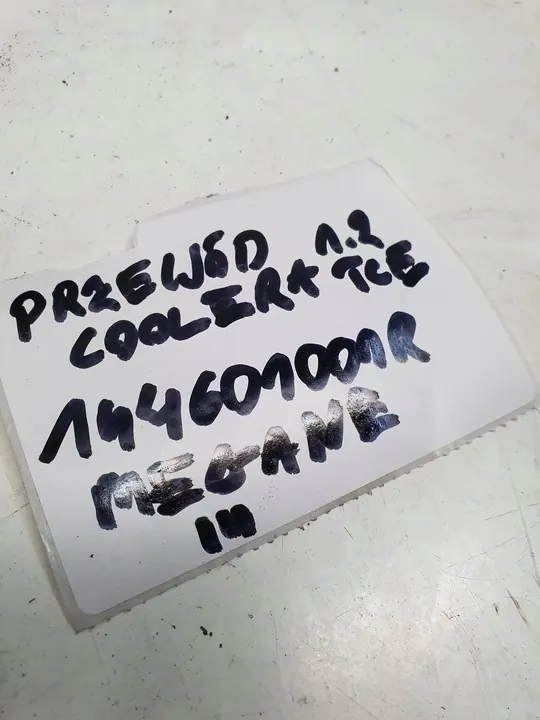 PRZEWÓD 1.2
COOLERA TCE
144601001R
MEGANE
III